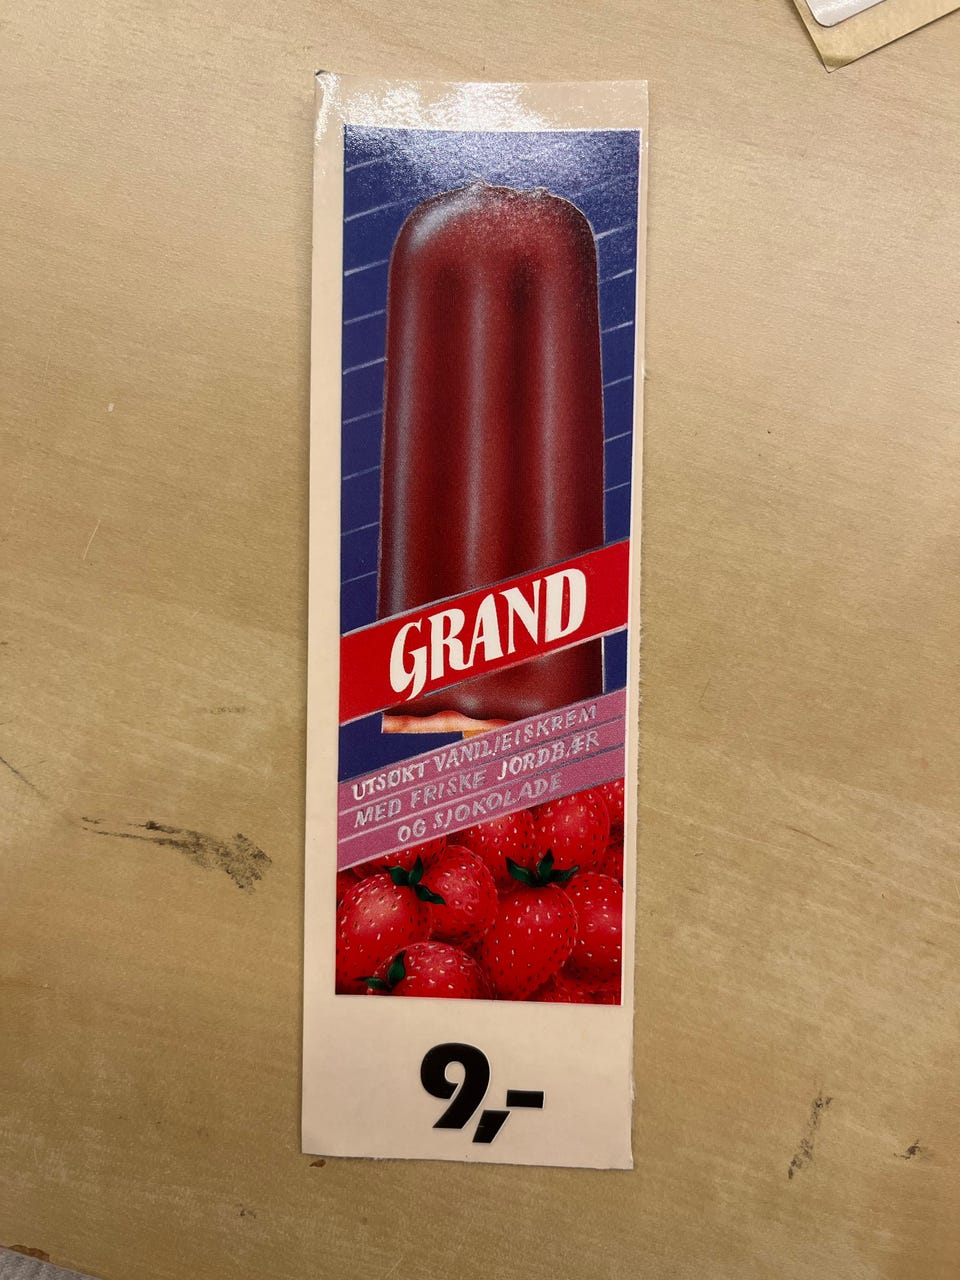 GRAND
UTSØKT VANILJEISKREM
MED FRISKE JORDBÆR
OG SJOKOLADE
9,-